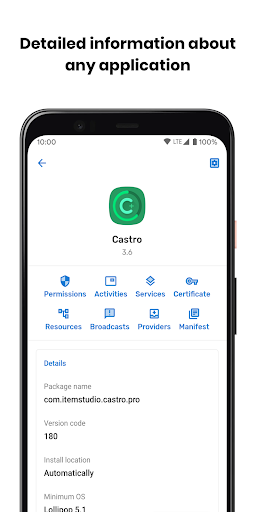 Detailed information about
any application
10:00
LTE 100%
Castro
3.6
Permissions Activities Services Certificate
Resources Broadcasts Providers Manifest
Details
Package name
com.itemstudio.castro.pro
Version code
180
Install location
Automatically
Minimum OS
Lollipop 5.1